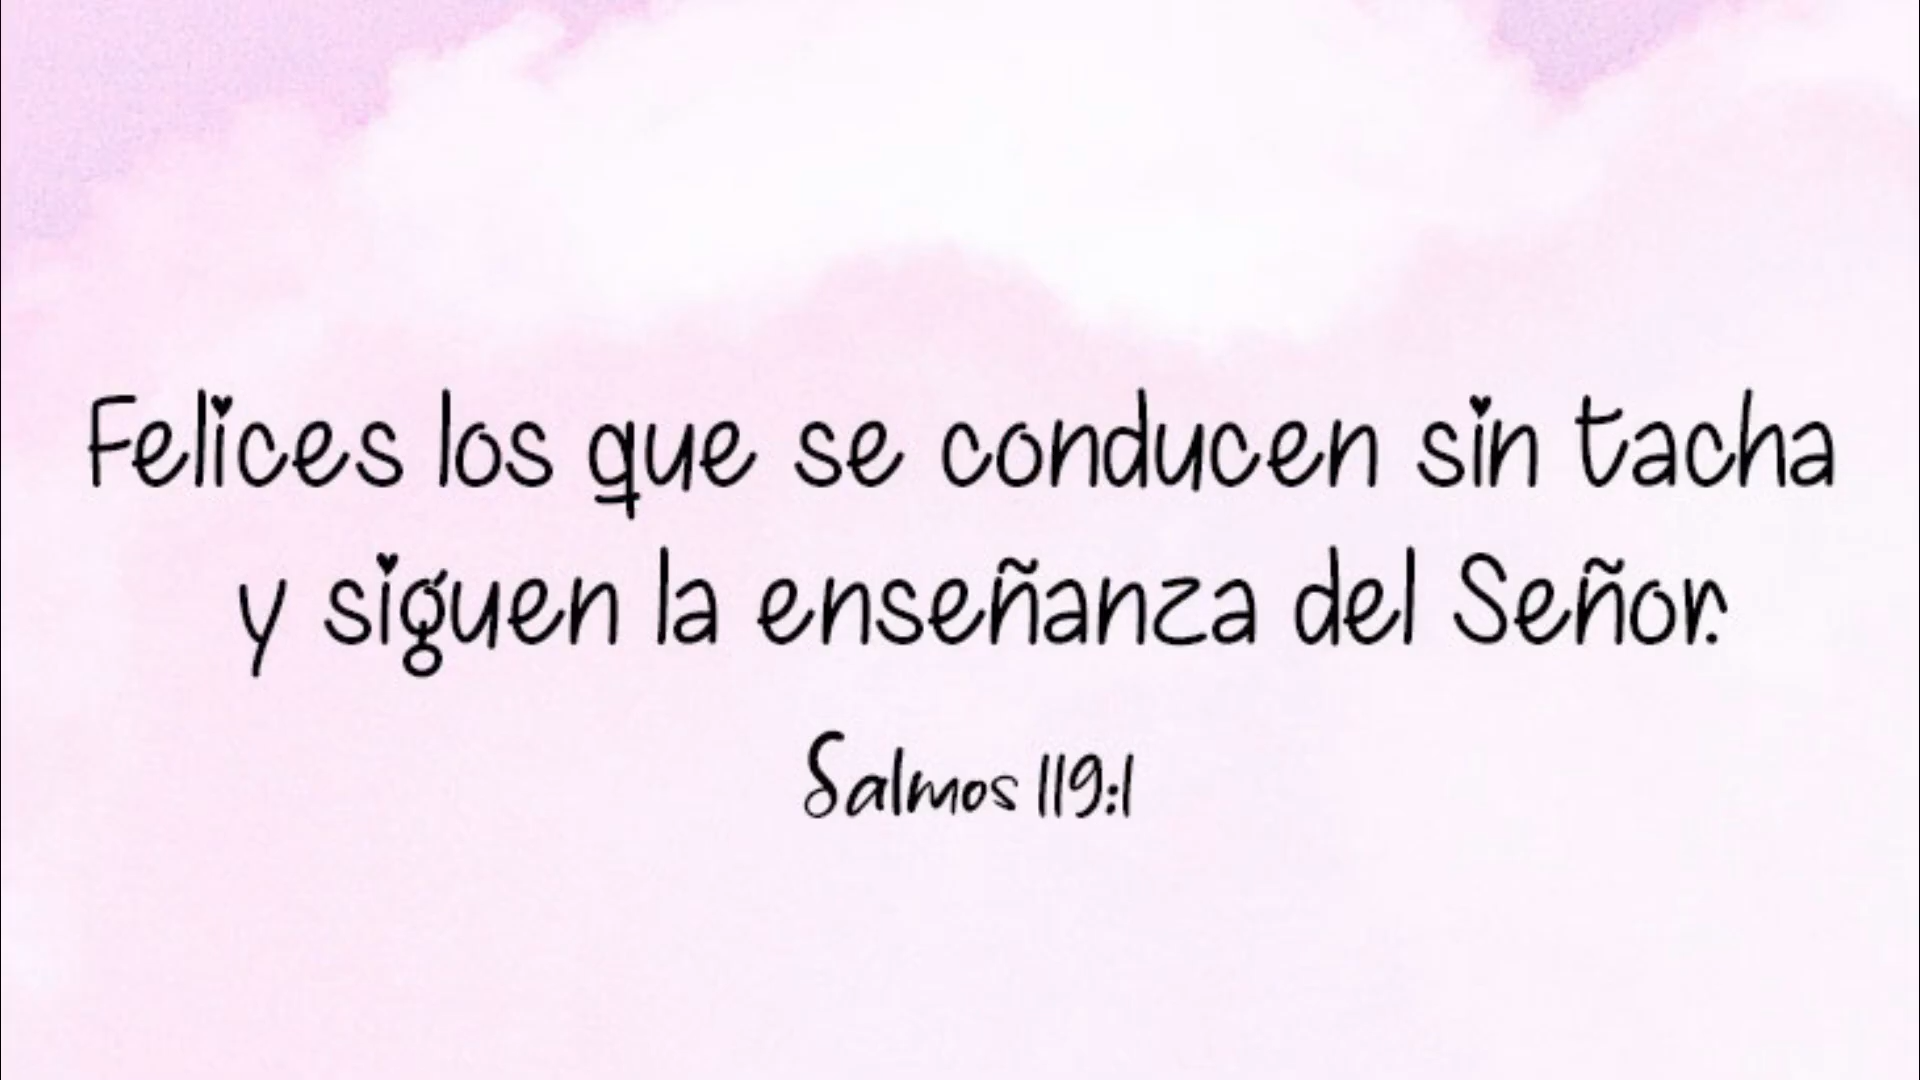 Felices los que se conducen sin tacha
y siguen la enseñanza del Señor.
Salmos 119:1